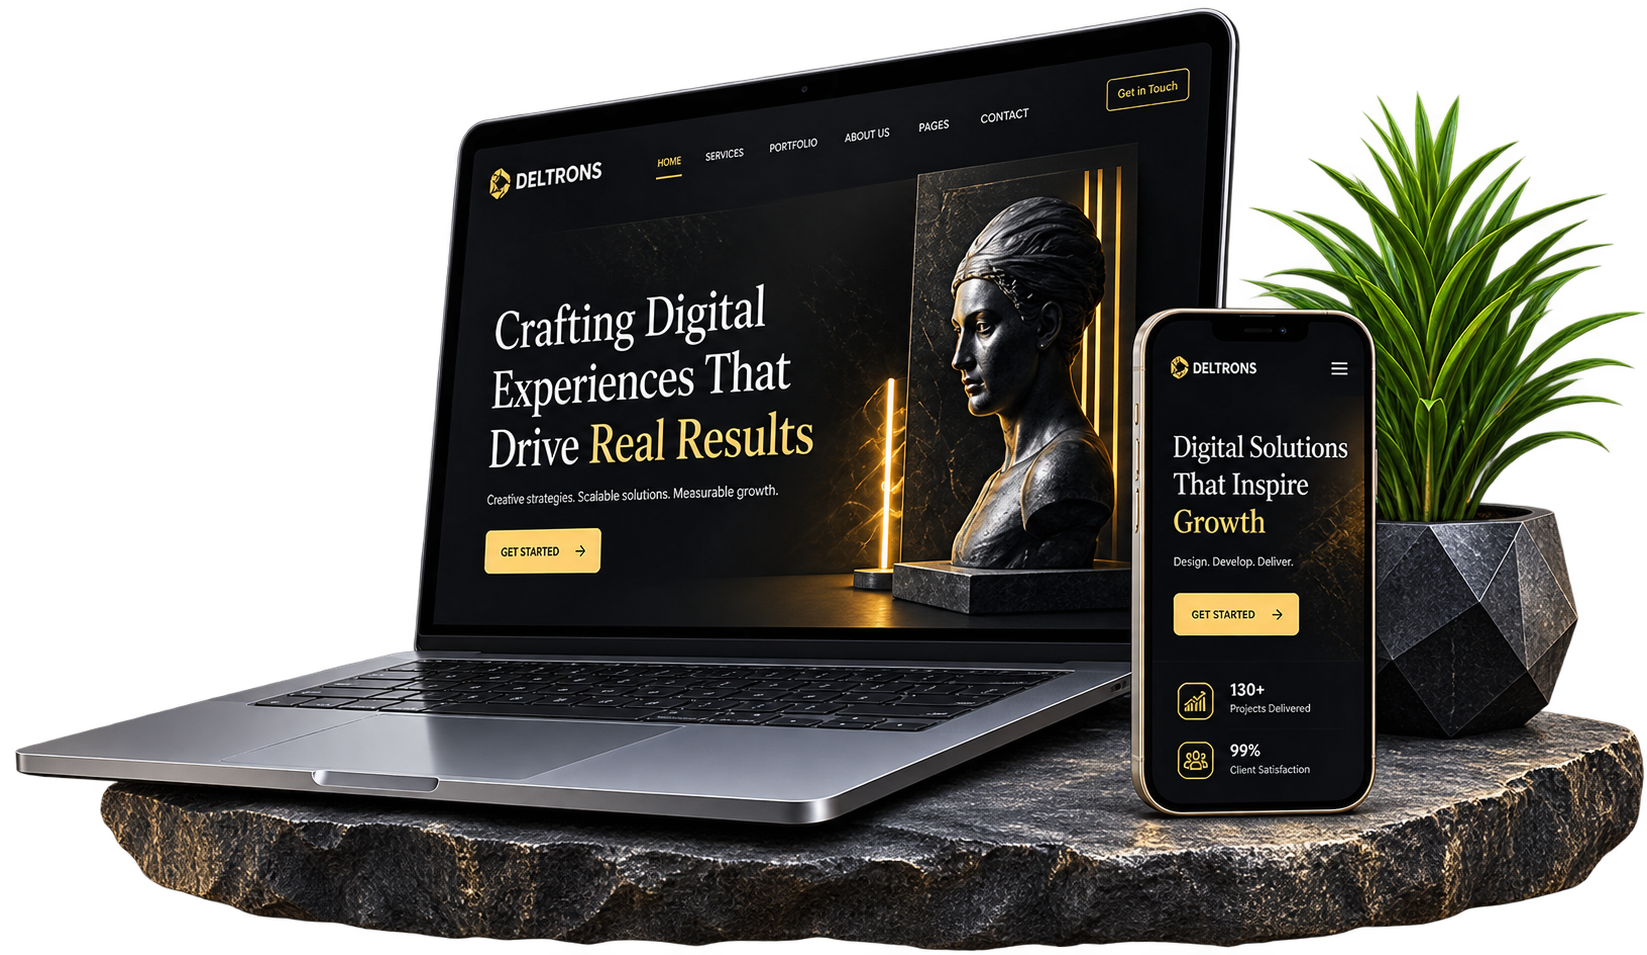 DELTRONS
HOME SERVICES PORTFOLIO ABOUT US PAGES CONTACT
Get in Touch
Crafting Digital
Experiences That
Drive Real Results
Creative strategies. Scalable solutions. Measurable growth.
GET STARTED →
DELTRONS
Digital Solutions
That Inspire
Growth
Design. Develop. Deliver.
GET STARTED →
130+
Projects Delivered
99%
Client Satisfaction